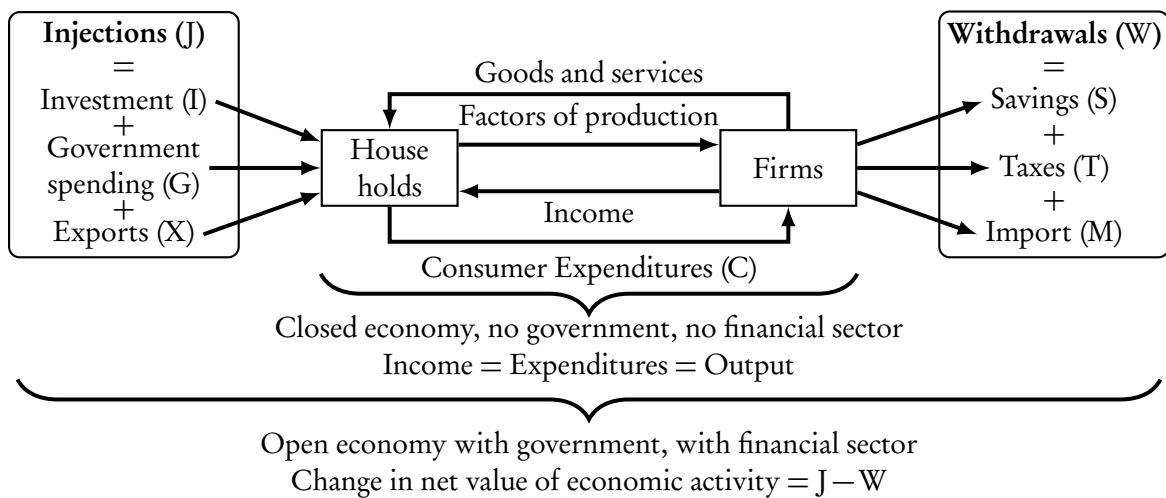 Injections (J)
=
Investment (I)
+
Government
spending (G)
+
Exports (X)
Goods and services
Factors of production
House
holds
Firms
Income
Consumer Expenditures (C)
Withdrawals (W)
=
Savings (S)
+
Taxes (T)
+
Import (M)
Closed economy, no government, no financial sector
Income = Expenditures = Output
Open economy with government, with financial sector
Change in net value of economic activity = J − W